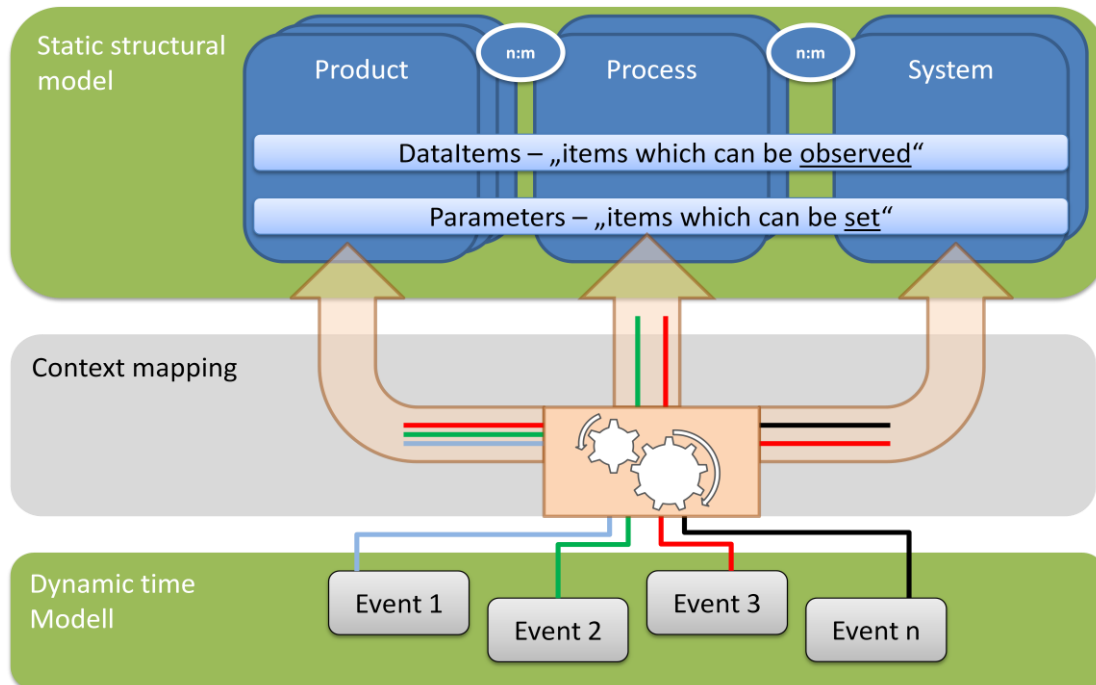 Static structural
model
Product
n:m
Process
n:m
System
DataItems – „items which can be observed“
Parameters – „items which can be set“
Context mapping
Dynamic time
Modell
Event 1
Event 2
Event 3
Event n